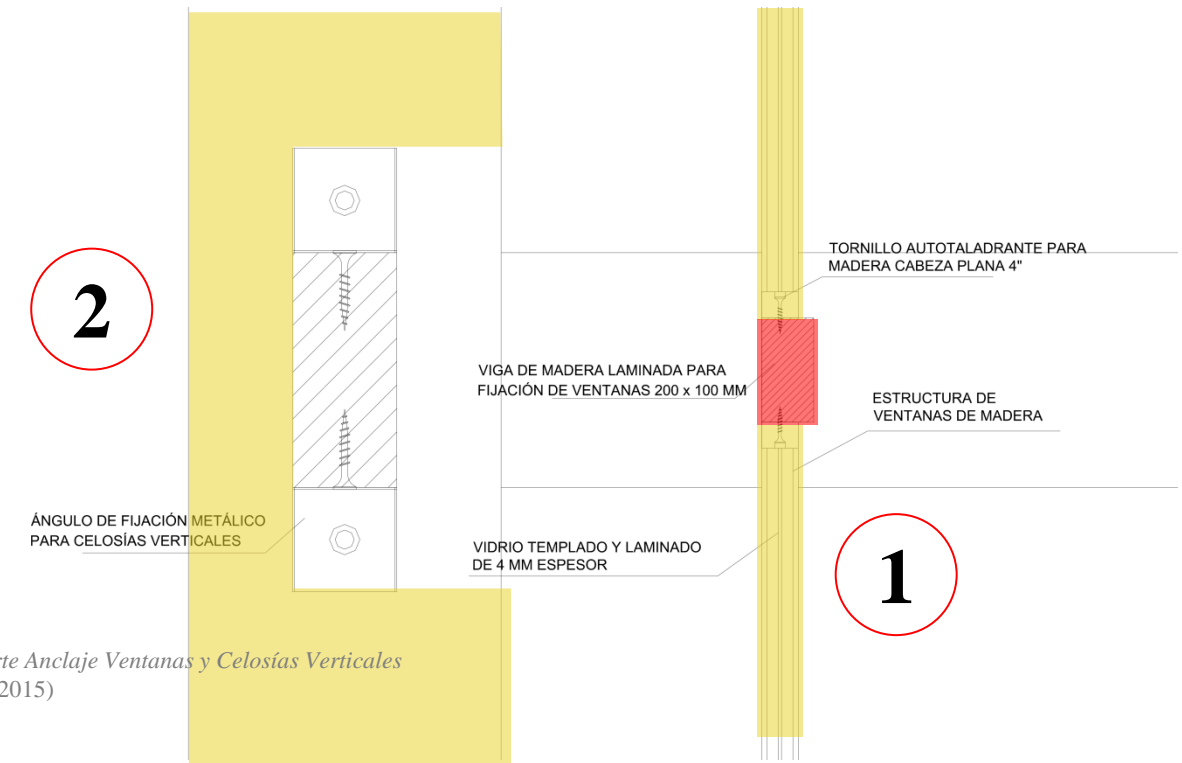 2
TORNILLO AUTOTALADRANTE PARA
MADERA CABEZA PLANA 4"
VIGA DE MADERA LAMINADA PARA
FIJACIÓN DE VENTANAS 200 x 100 MM
ESTRUCTURA DE
VENTANAS DE MADERA
ÁNGULO DE FIJACIÓN METÁLICO
PARA CELOSÍAS VERTICALES
VIDRIO TEMPLADO Y LAMINADO
DE 4 MM ESPESOR
1
rte Anclaje Ventanas y Celosías Verticales
2015)